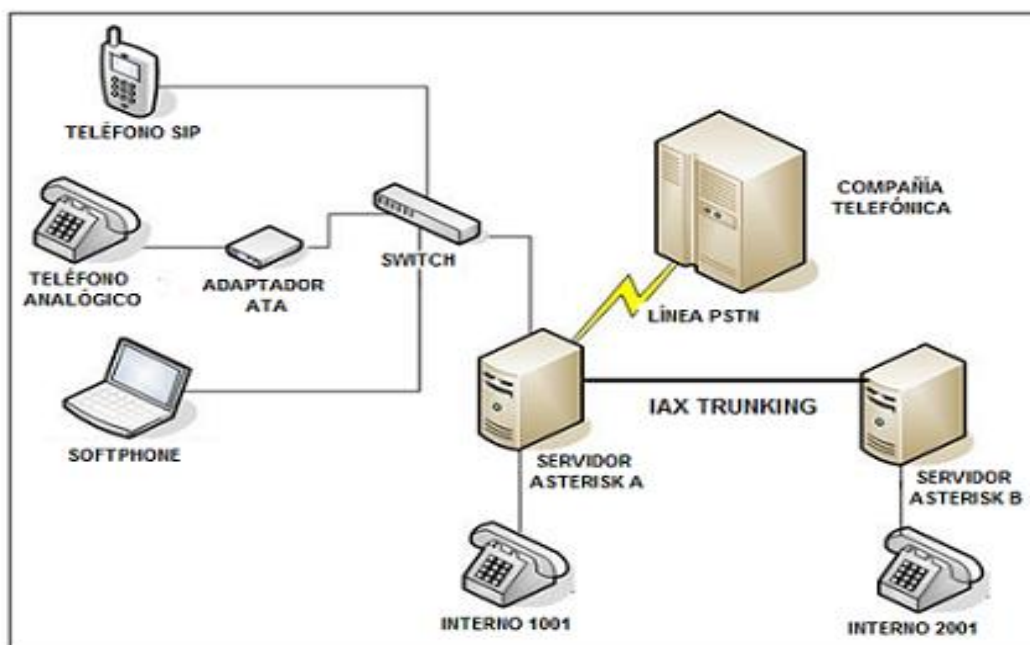 TELÉFONO SIP
TELÉFONO
ANALÓGICO
ADAPTADOR
ATA
SWITCH
COMPAÑÍA
TELEFÓNICA
LÍNEA PSTN
SOFTPHONE
IAX TRUNKING
SERVIDOR
ASTERISK A
SERVIDOR
ASTERISK B
INTERNO 1001
INTERNO 2001